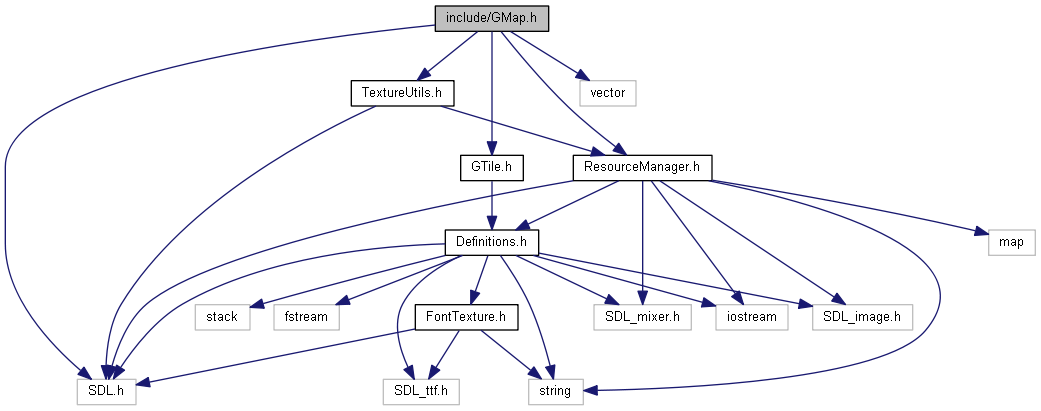 include/GMap.h
TextureUtils.h
vector
GTile.h
ResourceManager.h
Definitions.h
map
stack
fstream
FontTexture.h
SDL_mixer.h
iostream
SDL_image.h
SDL.h
SDL_ttf.h
string